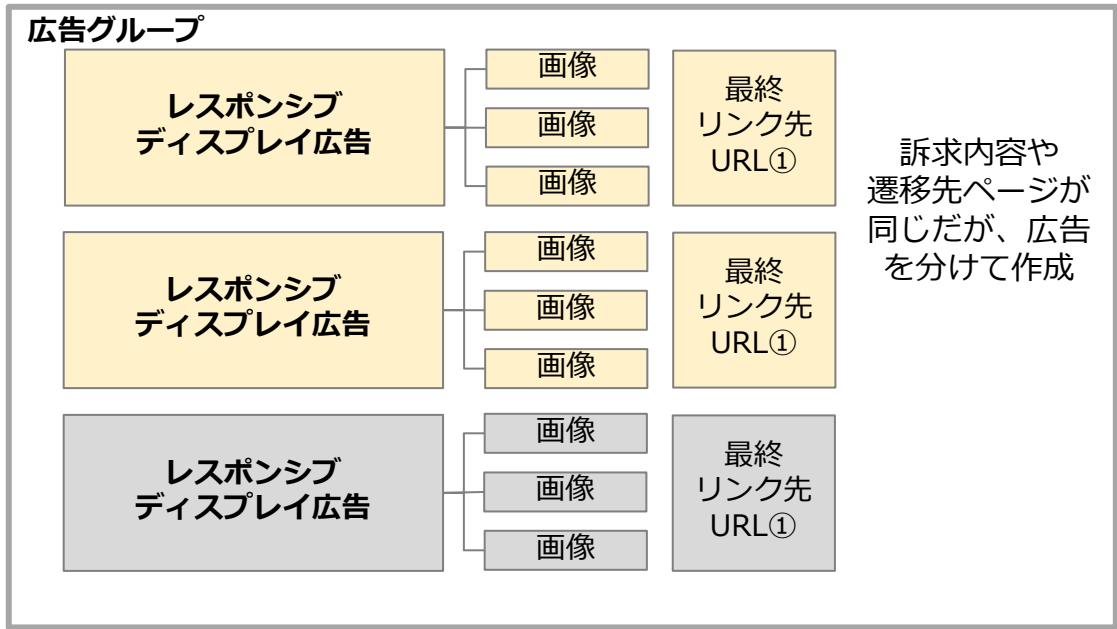 広告グループ
レスポンシブ
ディスプレイ広告
画像
画像
画像
最終
リンク先
URL①
レスポンシブ
ディスプレイ広告
画像
画像
画像
最終
リンク先
URL①
レスポンシブ
ディスプレイ広告
画像
画像
画像
最終
リンク先
URL①
訴求内容や
遷移先ページが
同じだが、広告
を分けて作成